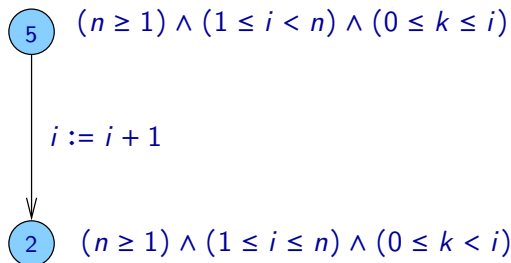 5 (n ≥ 1) ∧ (1 ≤ i < n) ∧ (0 ≤ k ≤ i)
i := i + 1
2 (n ≥ 1) ∧ (1 ≤ i ≤ n) ∧ (0 ≤ k < i)